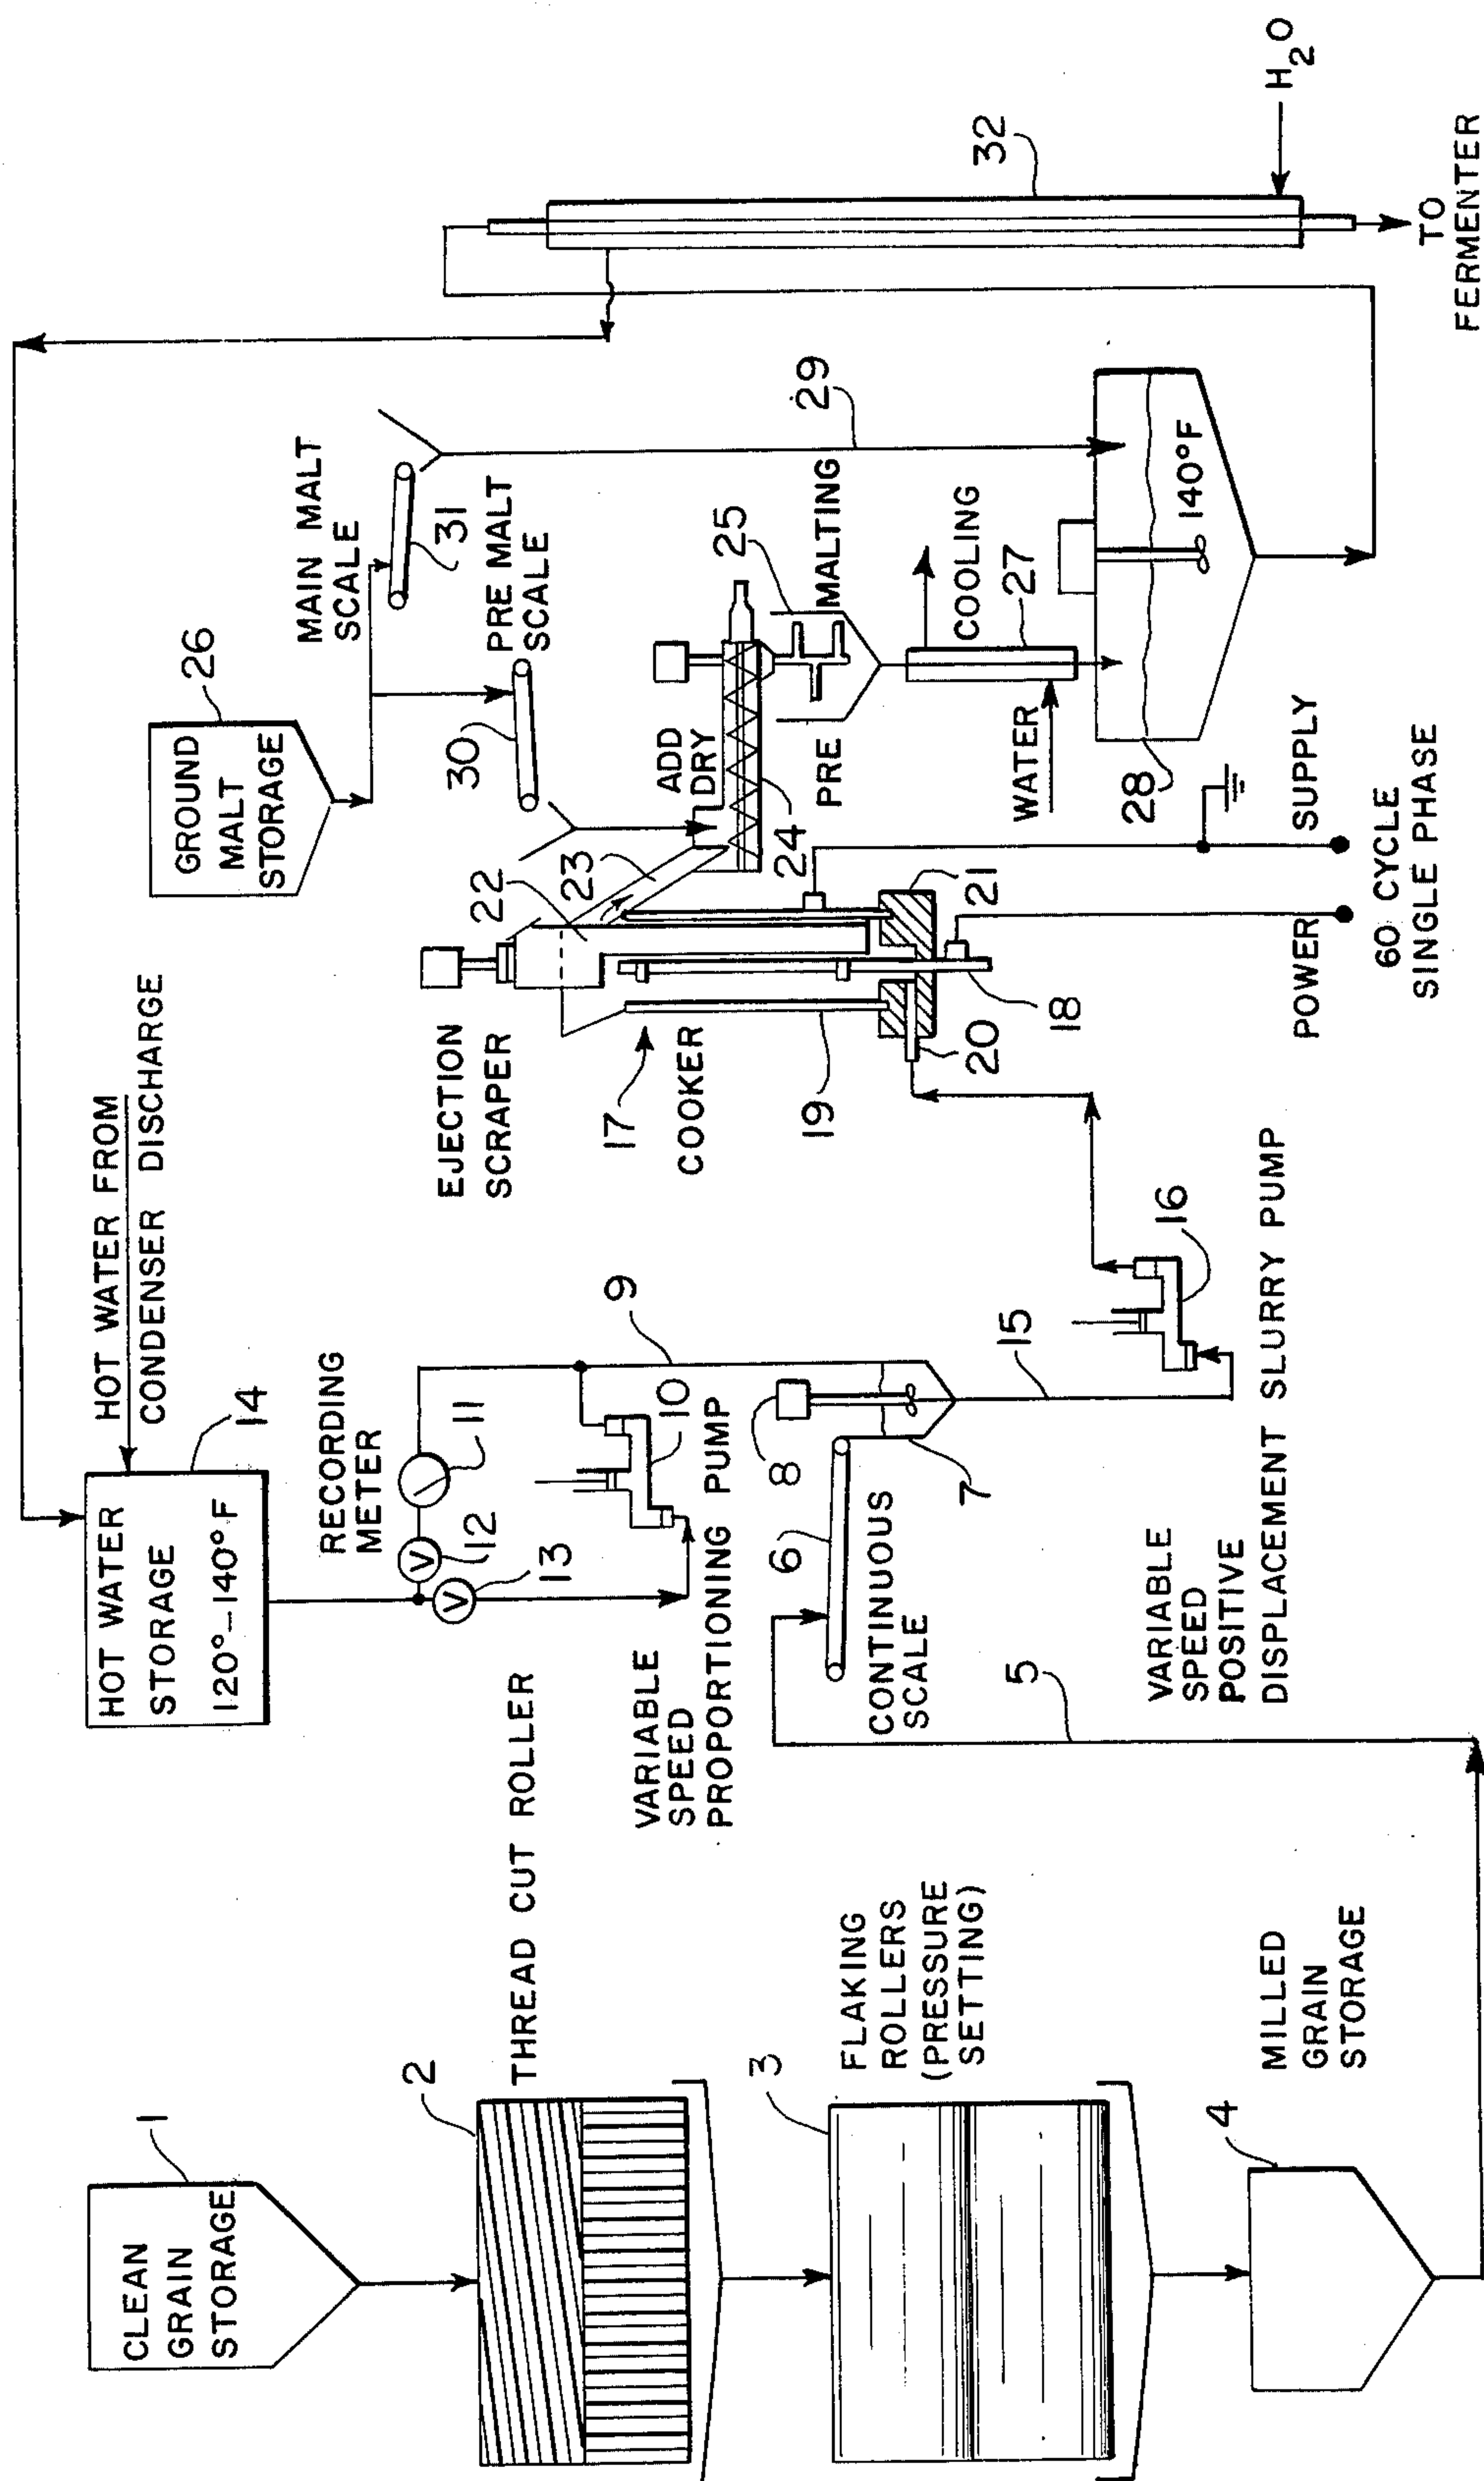 1
CLEAN
GRAIN
STORAGE
2
THREAD CUT ROLLER
3
FLAKING
ROLLERS
(PRESSURE
SETTING)
4
MILLED
GRAIN
STORAGE
5
HOT WATER FROM
CONDENSER DISCHARGE
14
HOT WATER
STORAGE
120°-140°F
RECORDING
METER
11
12
V
13
V
9
10
VARIABLE
SPEED
PROPORTIONING PUMP
8
6
7
CONTINUOUS
SCALE
15
16
VARIABLE
SPEED
POSITIVE
DISPLACEMENT SLURRY PUMP
EJECTION
SCRAPER
17
COOKER
19
20
18
21
22
23
24
26
GROUND
MALT
STORAGE
MAIN MALT
SCALE
31
PRE MALT
SCALE
30
ADD
DRY
25
PRE
MALTING
COOLING
27
WATER
28
29
140°F
POWER
SUPPLY
60 CYCLE
SINGLE PHASE
32
H2O
TO
FERMENTER